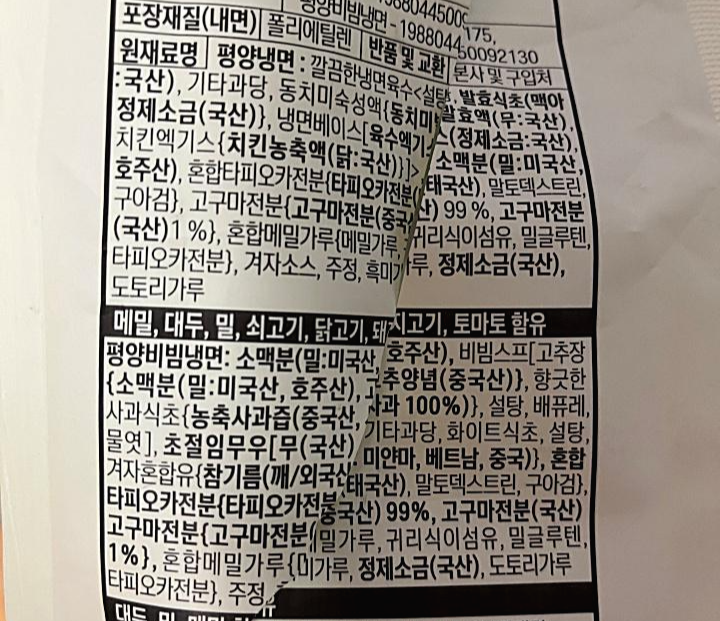 평양비빔냉면 - 1988044
175,
포장재질(내면) 폴리에틸렌 반품 및 교환 본사 및 구입처
원재료명 평양냉면 : 깔끔한냉면육수<설탕, 발효식초(맥아
:국산), 기타과당, 동치미숙성액{동치미발효액(무:국산),
정제소금(국산)}, 냉면베이스[육수엑기스(정제소금:국산),
치킨엑기스{치킨농축액(닭:국산)}]>, 소맥분(밀:미국산,
호주산), 혼합타피오카전분{타피오카전분(태국산), 말토덱스트린,
구아검}, 고구마전분{고구마전분(중국산) 99 %, 고구마전분
(국산)1 %}, 혼합메밀가루{메밀가루, 귀리식이섬유, 밀글루텐,
타피오카전분}, 겨자소스, 주정, 흑미가루, 정제소금(국산),
도토리가루
메밀, 대두, 밀, 쇠고기, 닭고기, 돼지고기, 토마토 함유
평양비빔냉면: 소맥분(밀:미국산, 호주산), 비빔스프[고추장
{소맥분(밀:미국산, 호주산), 고추양념(중국산)}, 향긋한
사과식초{농축사과즙(중국산, 사과 100%)}, 설탕, 배퓨레,
물엿], 초절임무우[무(국산) 기타과당, 화이트식초, 설탕,
겨자혼합유{참기름(깨/외국산 미얀마, 베트남, 중국)}, 혼합
타피오카전분{타피오카전분 태국산), 말토덱스트린, 구아검},
고구마전분{고구마전분( 중국산) 99%, 고구마전분(국산)
1%}, 혼합메밀가루{ 밀가루, 귀리식이섬유, 밀글루텐,
타피오카전분}, 주정, 미가루, 정제소금(국산), 도토리가루